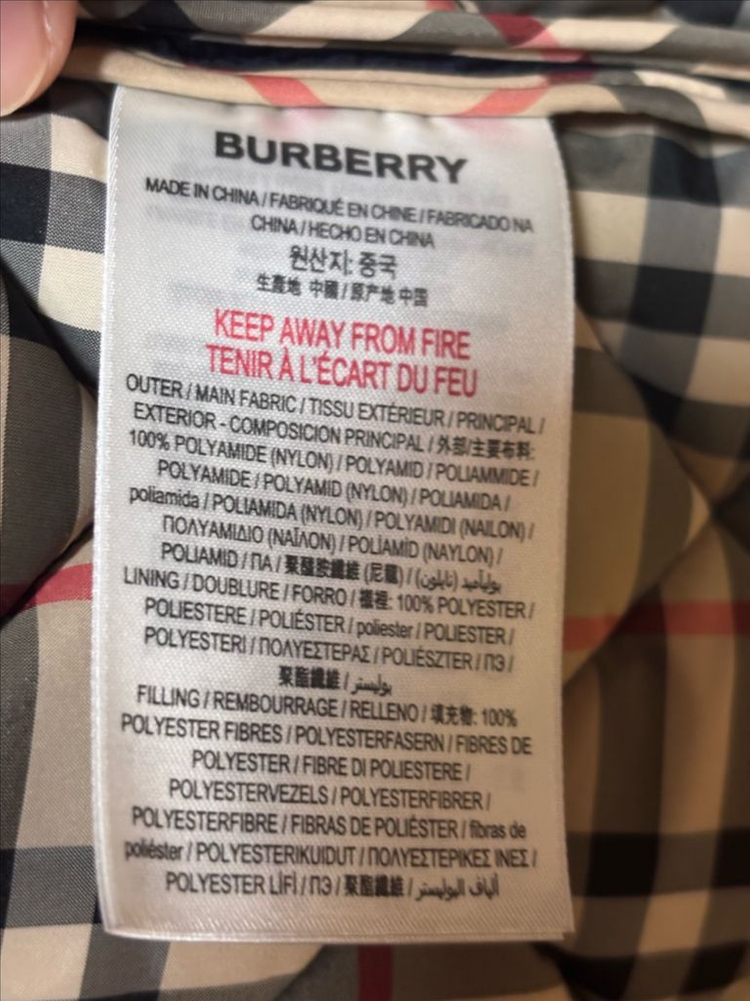 BURBERRY
MADE IN CHINA / FABRIQUÉ EN CHINE / FABRICADO NA
CHINA / HECHO EN CHINA
원산지: 중국
生產地 中國 / 原产地 中国
KEEP AWAY FROM FIRE
TENIR À L'ÉCART DU FEU
OUTER / MAIN FABRIC / TISSU EXTÉRIEUR / PRINCIPAL /
EXTERIOR - COMPOSICION PRINCIPAL / 外部/主要布料:
100% POLYAMIDE (NYLON) / POLYAMID / POLIAMMIDE /
POLYAMIDE / POLYAMID (NYLON) / POLIAMIDA /
poliamida / POLIAMIDA (NYLON) / POLYAMIDI (NAILON) /
ΠΟΛΥΑΜΙΔΙΟ (ΝΑΪΛΟΝ) / POLİAMİD (NAYLON) /
POLIAMID / ПА / 聚醯胺纖維 (尼龍) / بوليآميد (نايلون)
LINING / DOUBLURE / FORRO / 襯裡: 100% POLYESTER /
POLIESTERE / POLIÉSTER / poliester / POLIESTER /
POLYESTERI / ΠΟΛΥΕΣΤΕΡΑΣ / POLIÉSZTER / ПЭ /
聚酯纖維 / بوليستر
FILLING / REMBOURRAGE / RELLENO / 填充物: 100%
POLYESTER FIBRES / POLYESTERFASERN / FIBRES DE
POLYESTER / FIBRE DI POLIESTERE /
POLYESTERVEZELS / POLYESTERFIBRER /
POLYESTERFIBRE / FIBRAS DE POLIÉSTER / fibras de
poliéster / POLYESTERIKUIDUT / ΠΟΛΥΕΣΤΕΡΙΚΕΣ ΙΝΕΣ /
POLYESTER LİFİ / ПЭ / 聚酯纖維 / ألياف البوليستر